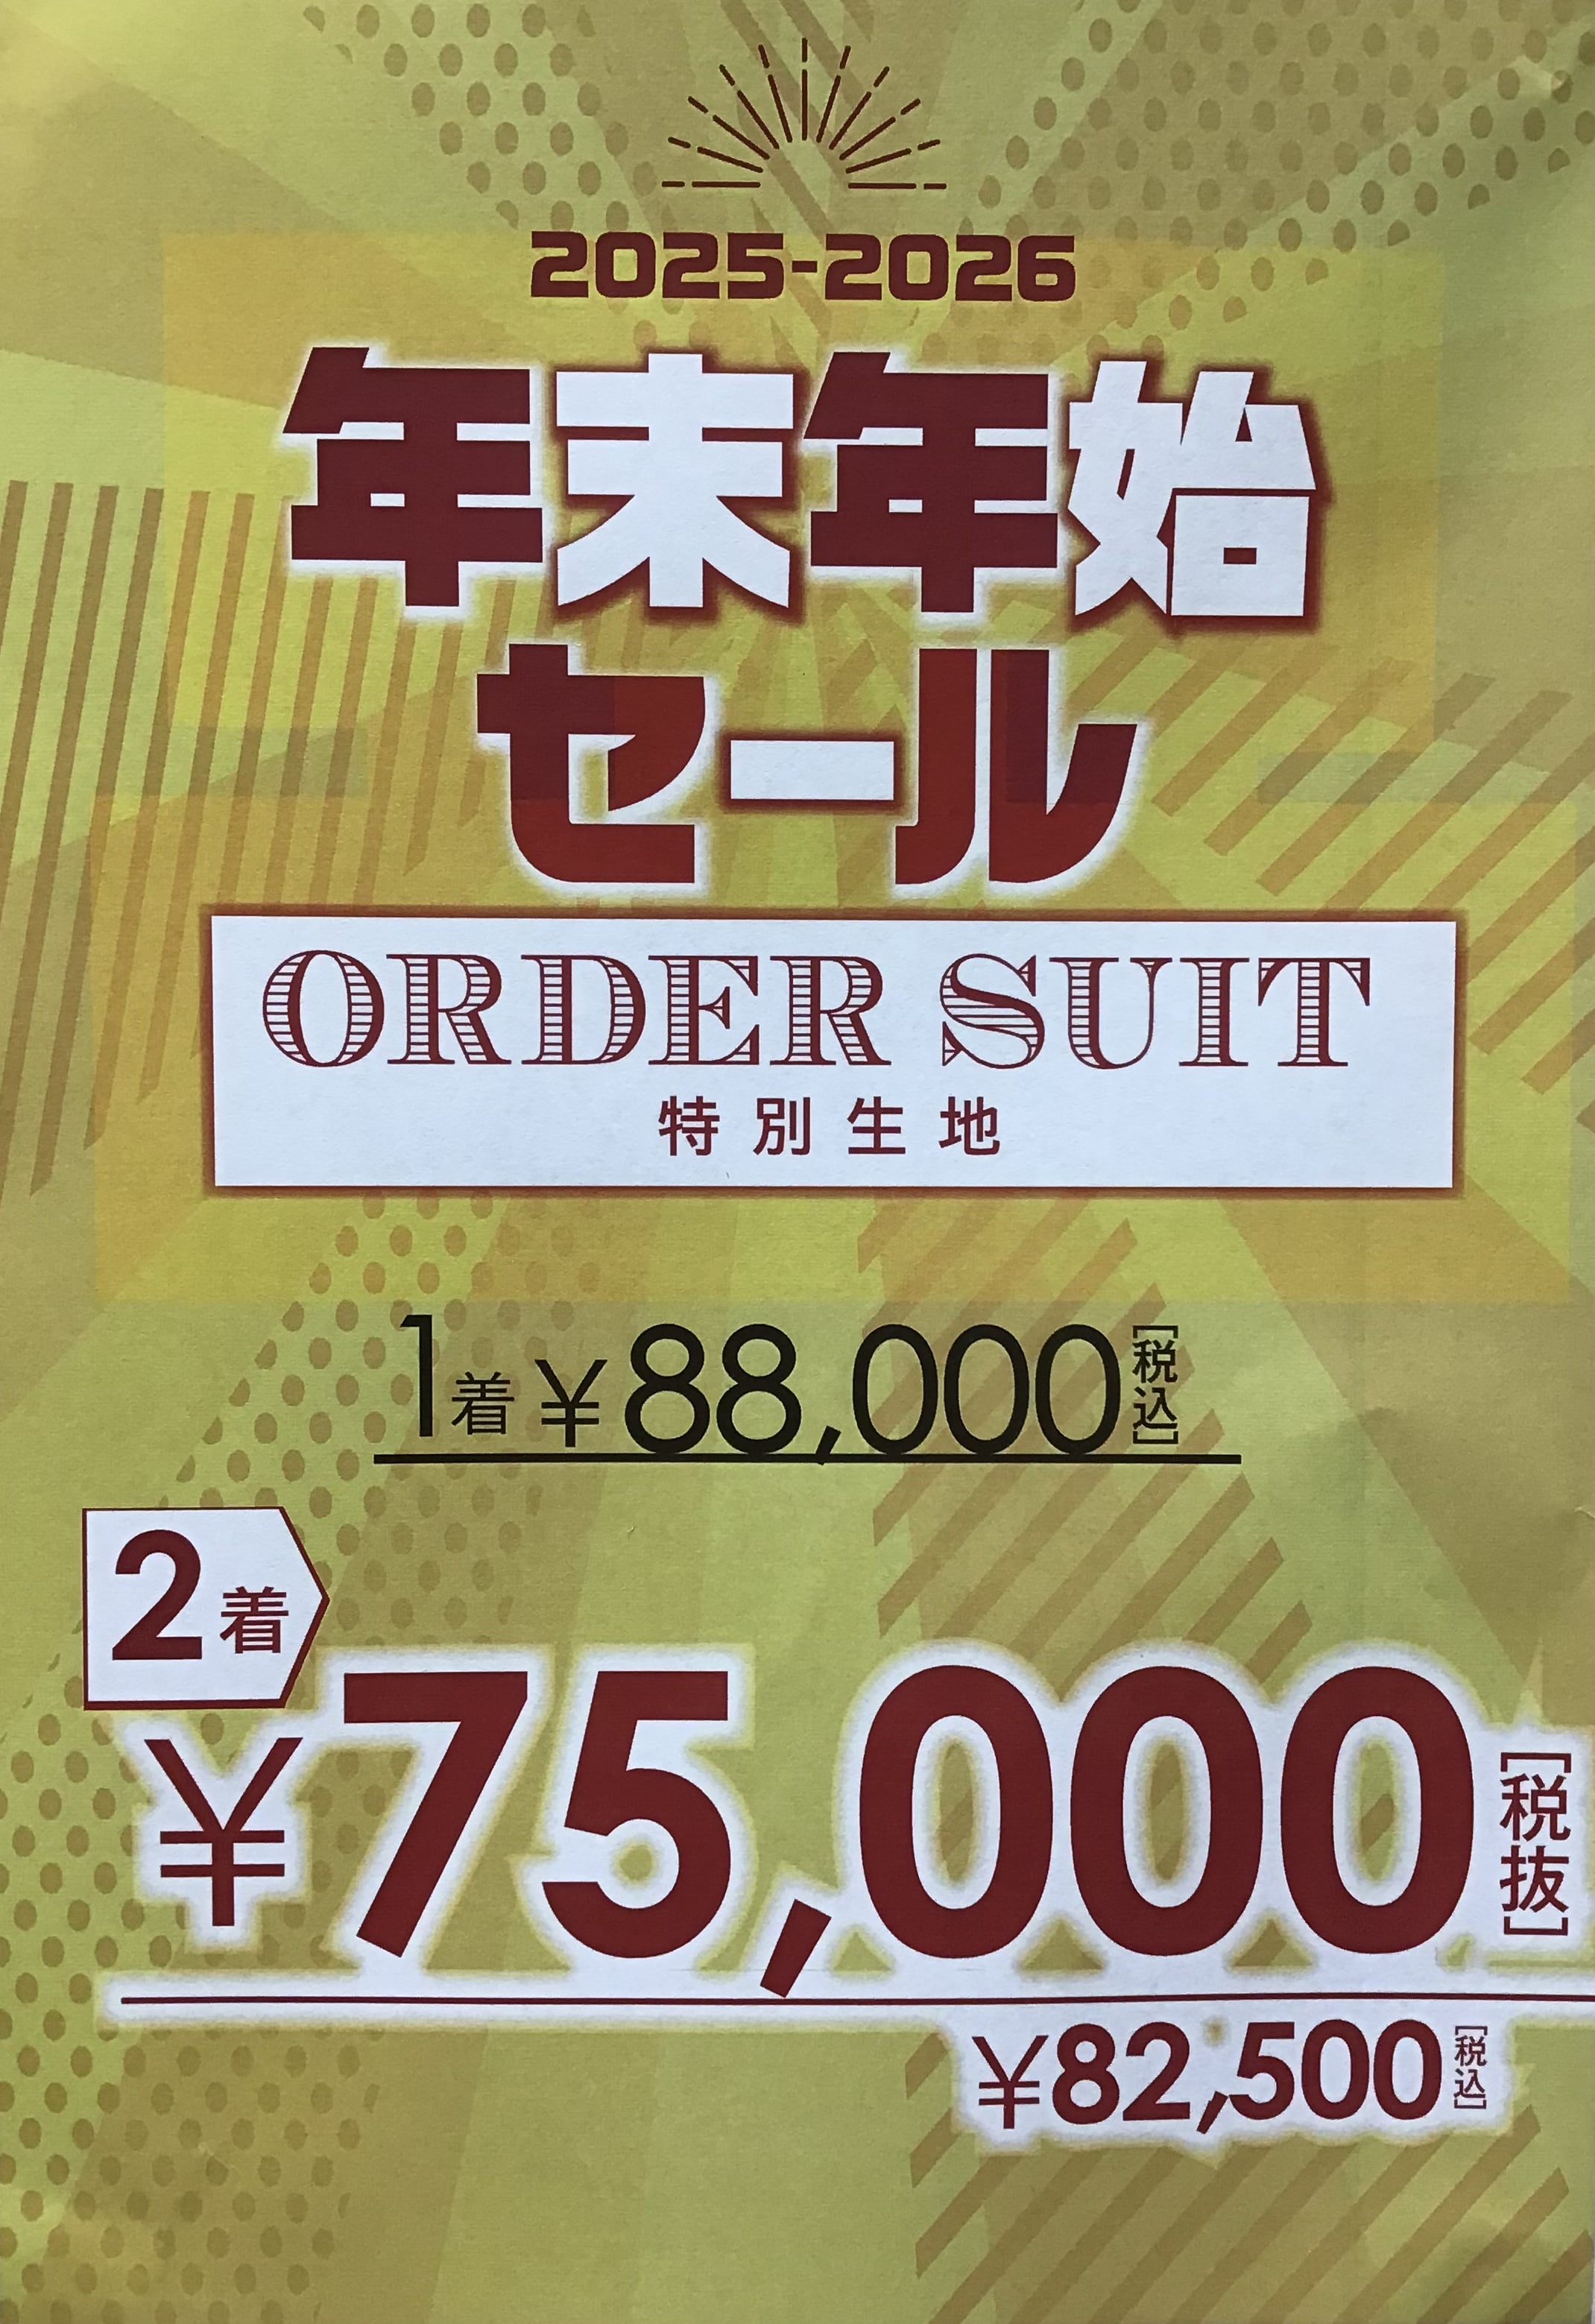 2025-2026
年末年始
セール
ORDER SUIT
特別生地
1着¥88,000[税込]
2着
¥75,000[税抜]
¥82,500[税込]